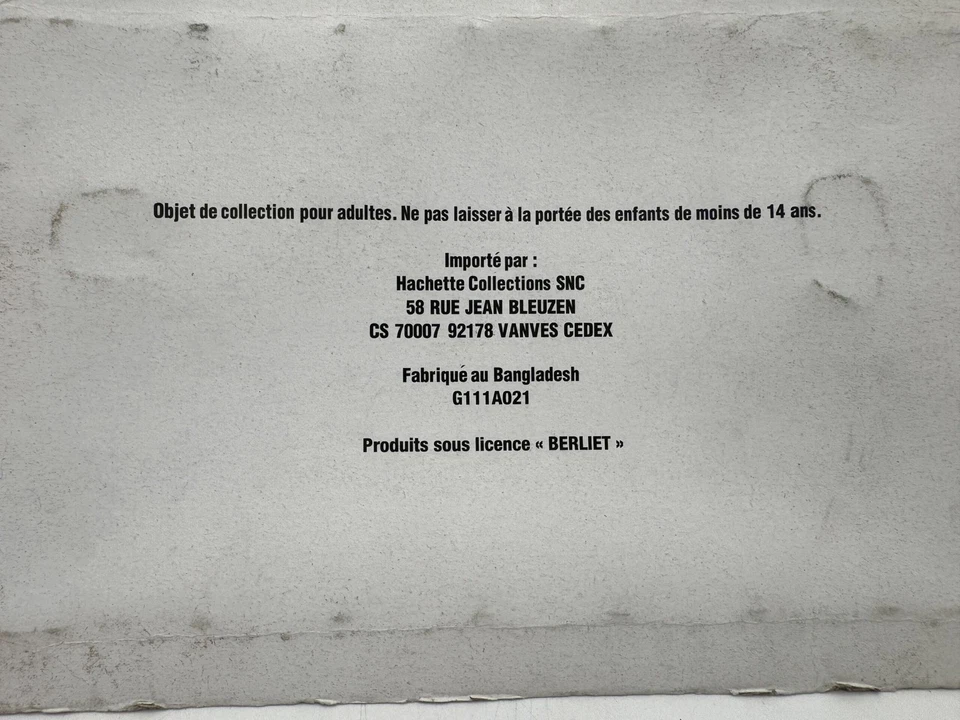 Objet de collection pour adultes. Ne pas laisser à la portée des enfants de moins de 14 ans.
Importé par :
Hachette Collections SNC
58 RUE JEAN BLEUZEN
CS 70007 92178 VANVES CEDEX
Fabriqué au Bangladesh
G111A021
Produits sous licence « BERLIET »